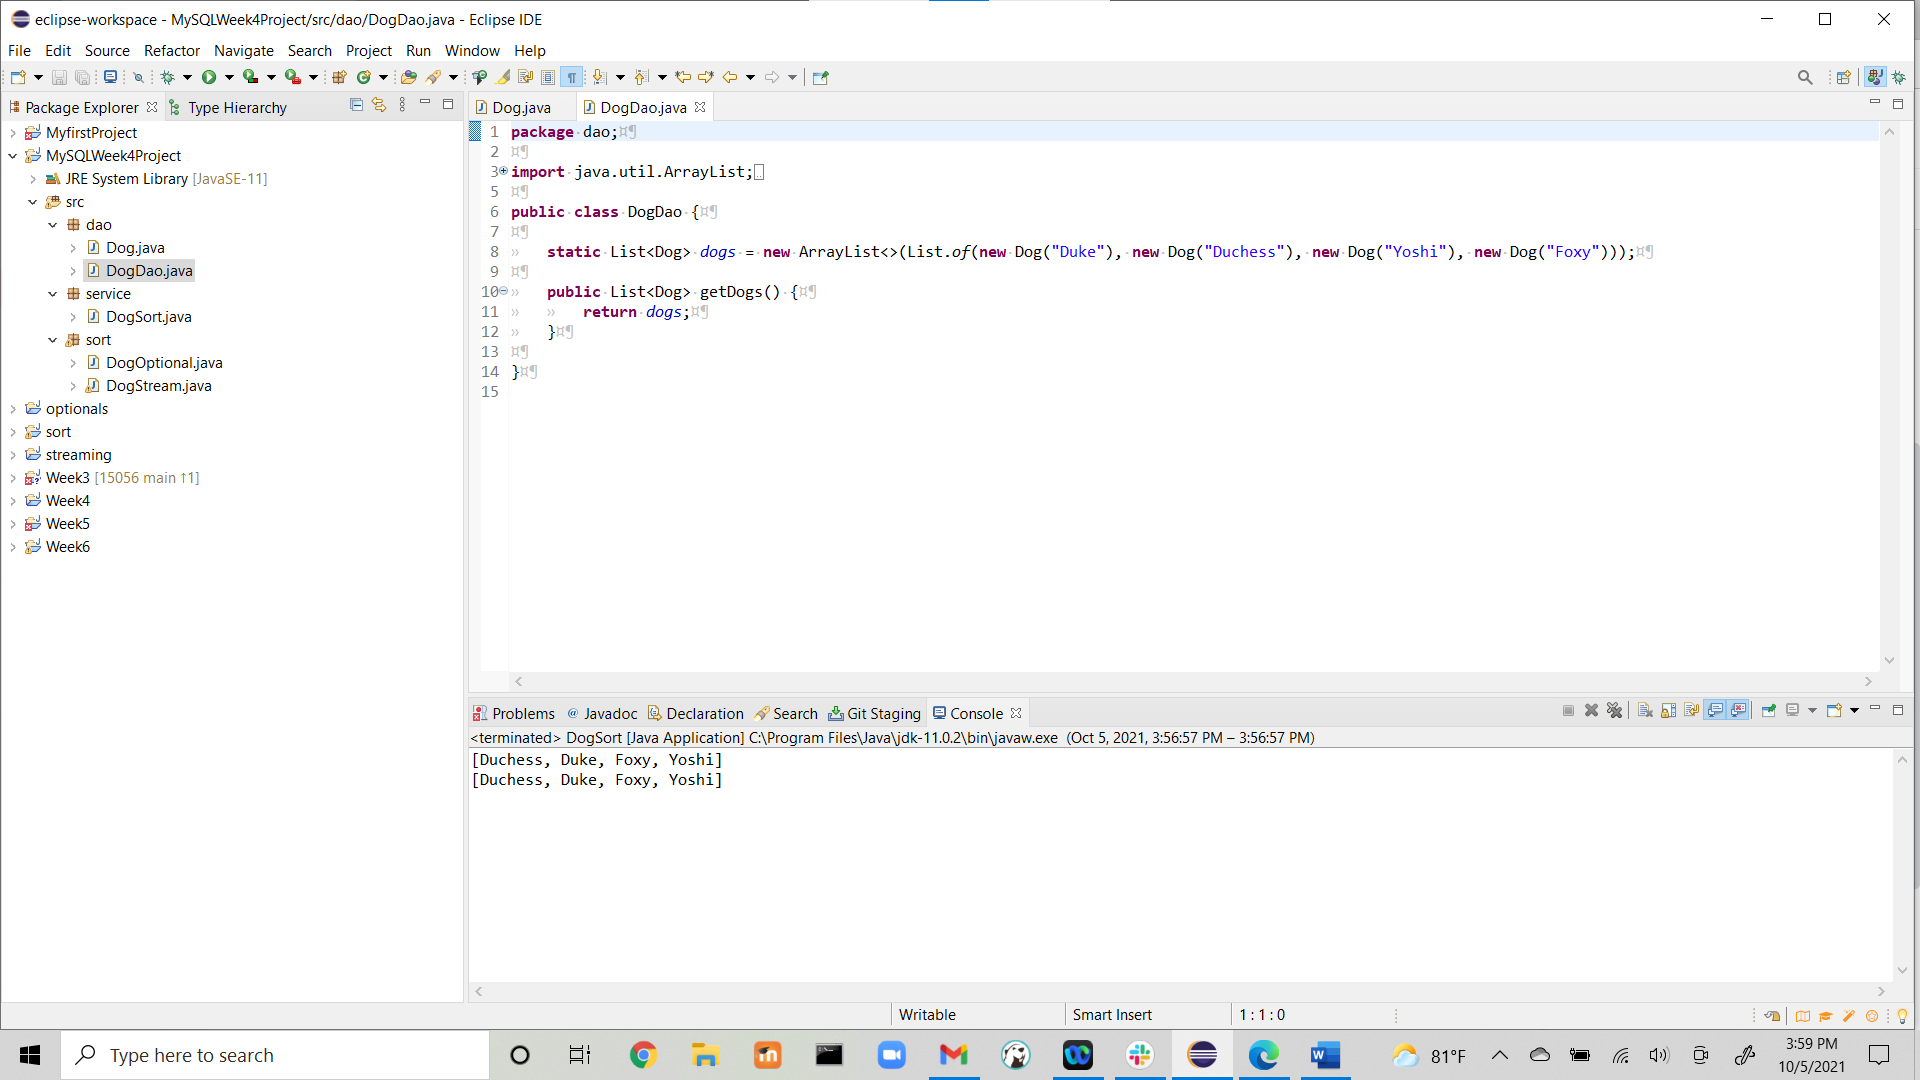 eclipse-workspace - MySQLWeek4Project/src/dao/DogDao.java - Eclipse IDE
File Edit Source Refactor Navigate Search Project Run Window Help
Package Explorer
Type Hierarchy
MyfirstProject
MySQLWeek4Project
JRE System Library [JavaSE-11]
src
dao
Dog.java
DogDao.java
service
DogSort.java
sort
DogOptional.java
DogStream.java
optionals
sort
streaming
Week3 [15056 main ↑1]
Week4
Week5
Week6
Dog.java
DogDao.java
1 package·dao;¤¶
2 ¤¶
3 import·java.util.ArrayList;
5 ¤¶
6 public·class·DogDao·{¤¶
7 ¤¶
8 » static·List<Dog>·dogs·=·new·ArrayList<>(List.of(new·Dog("Duke"),·new·Dog("Duchess"),·new·Dog("Yoshi"),·new·Dog("Foxy")));¤¶
9 ¤¶
10 » public·List<Dog>·getDogs()·{¤¶
11 » » return·dogs;¤¶
12 » }¤¶
13 ¤¶
14 }¤¶
15
Problems @ Javadoc Declaration Search Git Staging Console
<terminated> DogSort [Java Application] C:\Program Files\Java\jdk-11.0.2\bin\javaw.exe (Oct 5, 2021, 3:56:57 PM – 3:56:57 PM)
[Duchess, Duke, Foxy, Yoshi]
[Duchess, Duke, Foxy, Yoshi]
Writable
Smart Insert
1 : 1 : 0
Type here to search
81°F
3:59 PM
10/5/2021